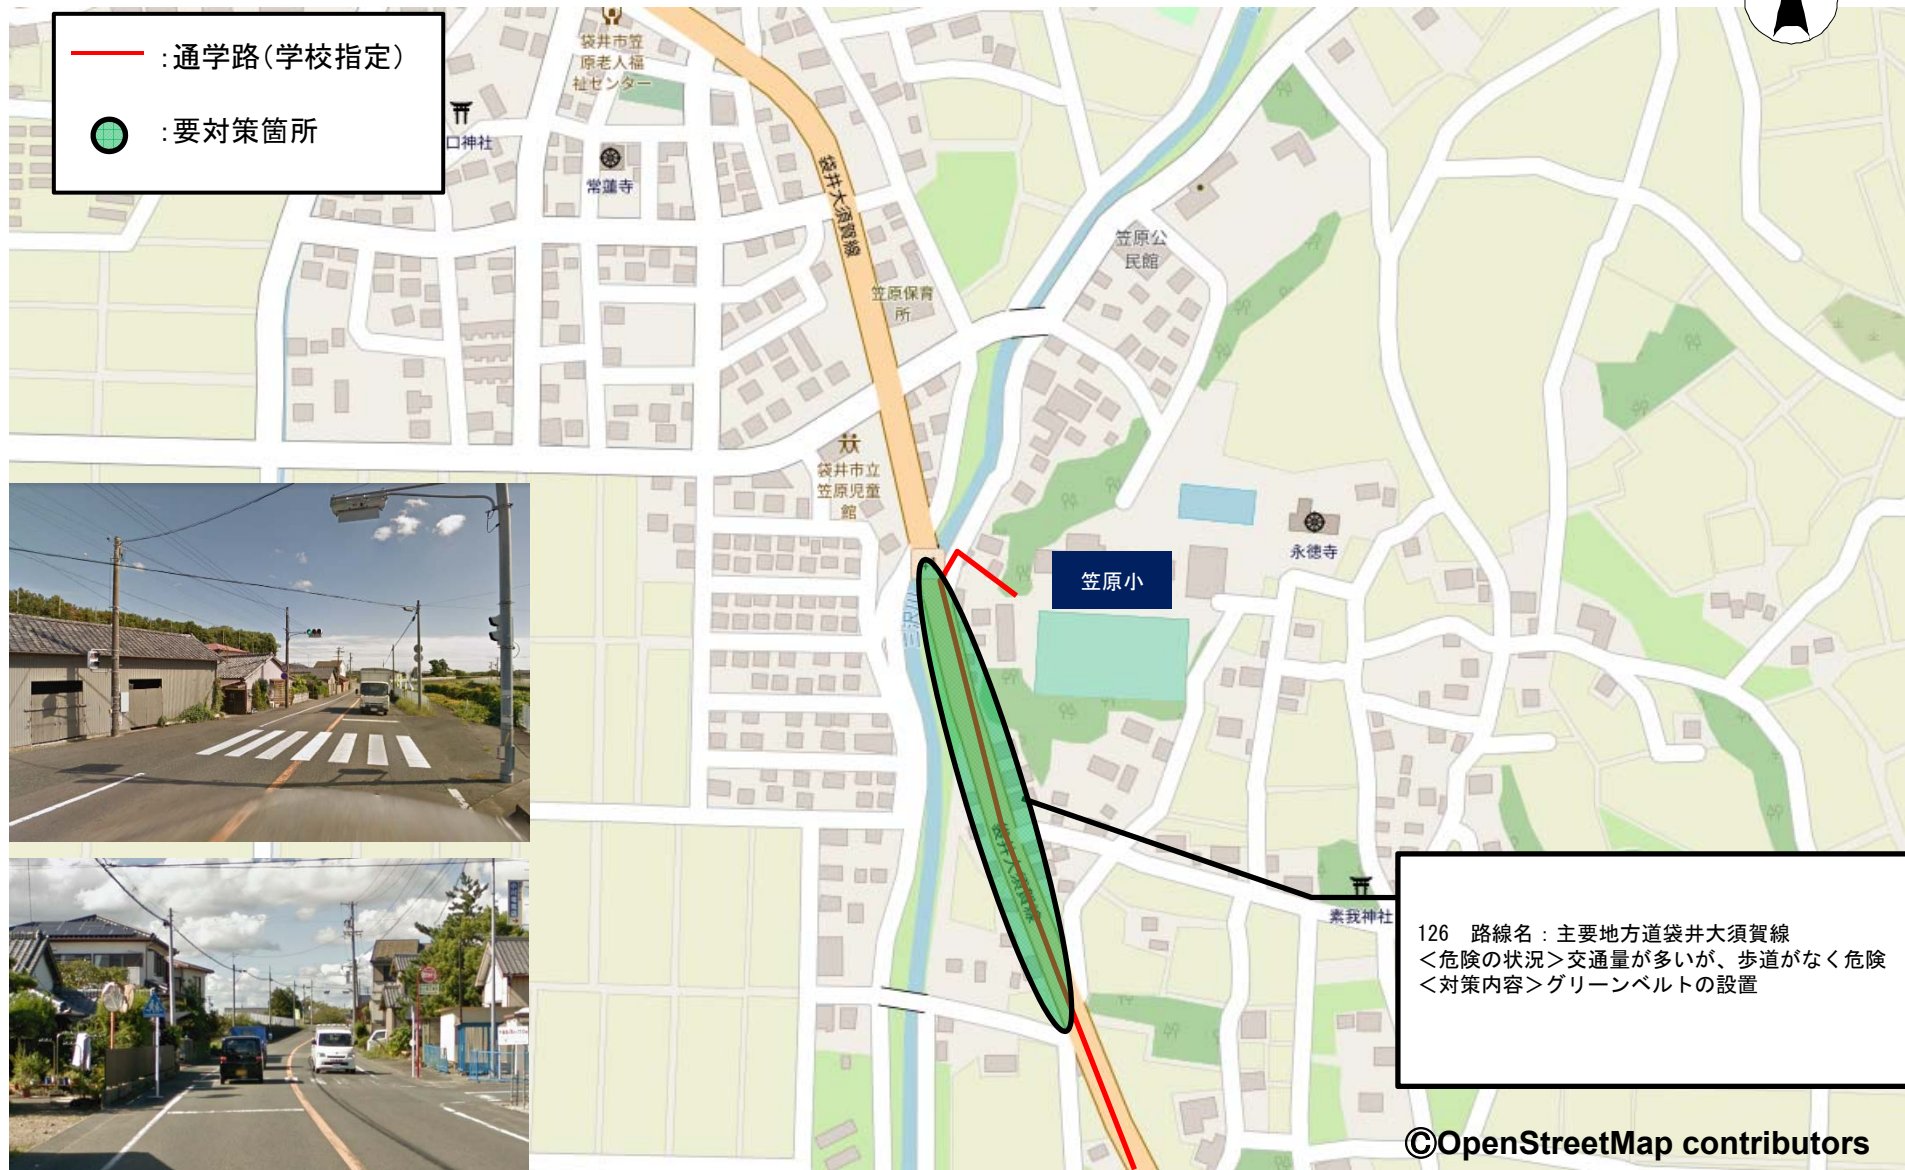 :通学路(学校指定)
:要対策箇所
袋井市笠
原老人福
祉センター
口神社
常蓮寺
袋井大須賀線
笠原公
民館
笠原保育
所
袋井市立
笠原児童
館
永徳寺
笠原小
袋井大須賀線
素我神社
126 路線名：主要地方道袋井大須賀線
＜危険の状況＞交通量が多いが、歩道がなく危険
＜対策内容＞グリーンベルトの設置
©OpenStreetMap contributors